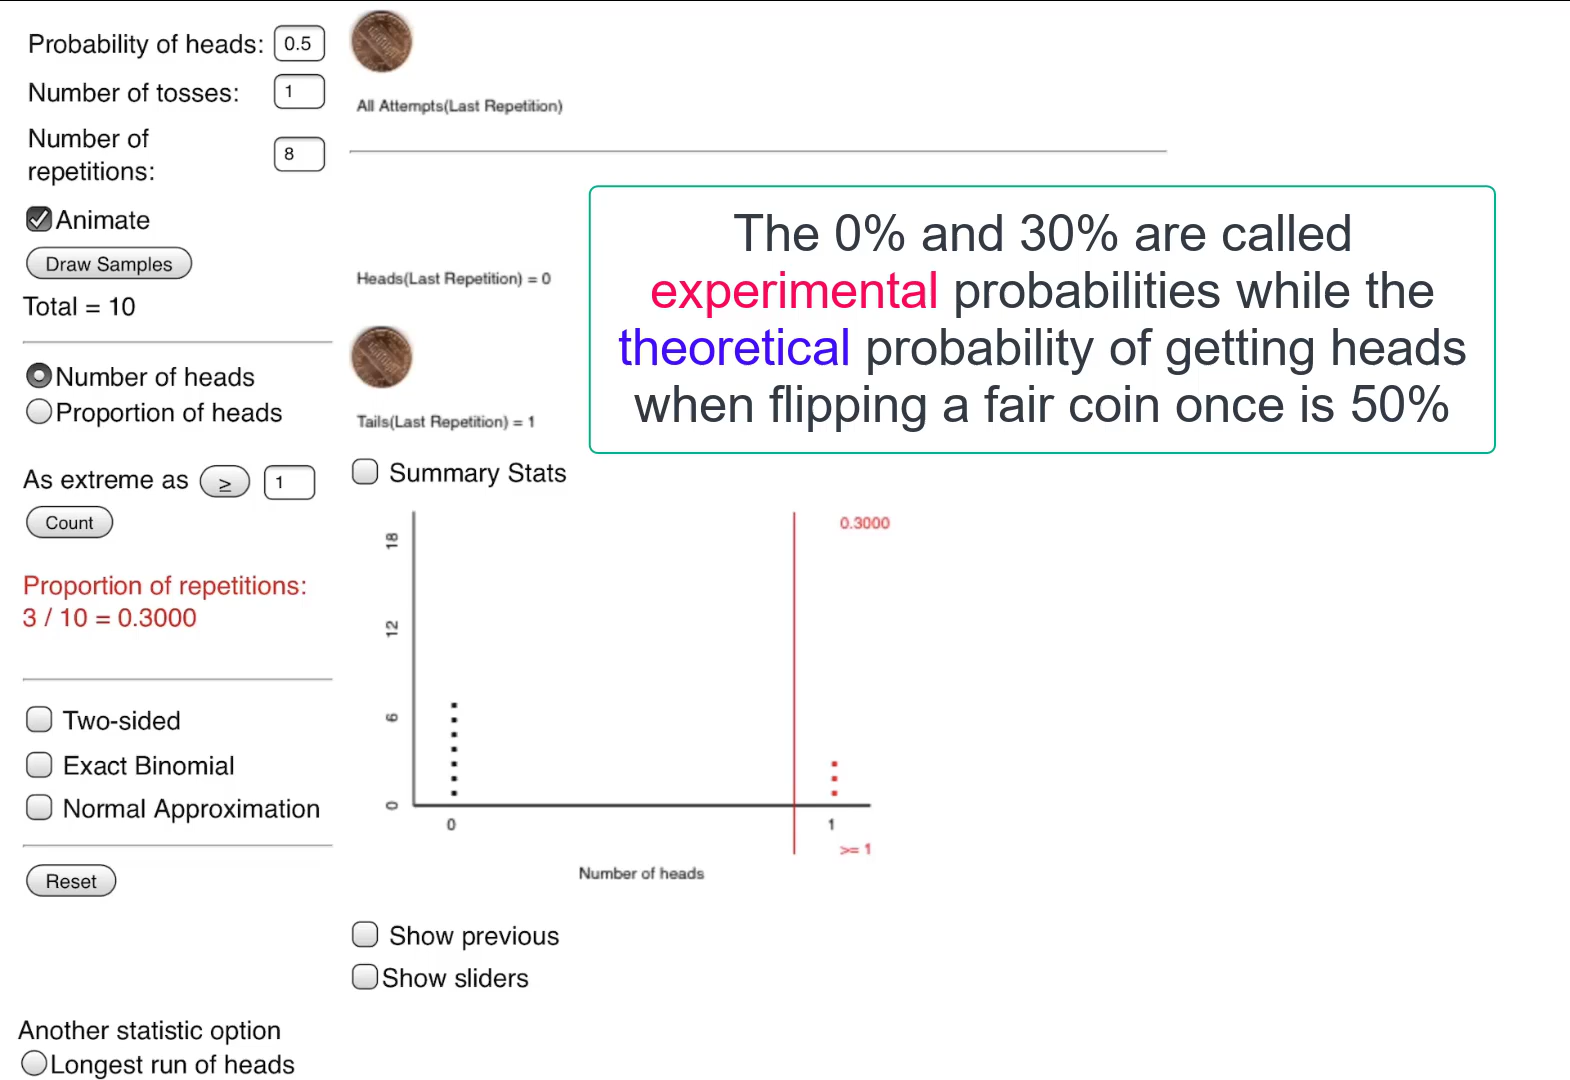 Probability of heads: 0.5
Number of tosses: 1
Number of
repetitions: 8
Animate
Draw Samples
Total = 10
Number of heads
Proportion of heads
As extreme as ≥ 1
Count
Proportion of repetitions:
3 / 10 = 0.3000
Two-sided
Exact Binomial
Normal Approximation
Reset
Another statistic option
Longest run of heads
All Attempts(Last Repetition)
Heads(Last Repetition) = 0
Tails(Last Repetition) = 1
The 0% and 30% are called
experimental probabilities while the
theoretical probability of getting heads
when flipping a fair coin once is 50%
Summary Stats
0.3000
18
12
6
0
0 1
>= 1
Number of heads
Show previous
Show sliders